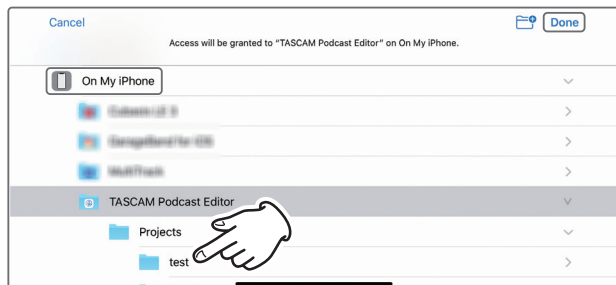 Cancel
Done
Access will be granted to “TASCAM Podcast Editor” on On My iPhone.
On My iPhone
TASCAM Podcast Editor
Projects
test